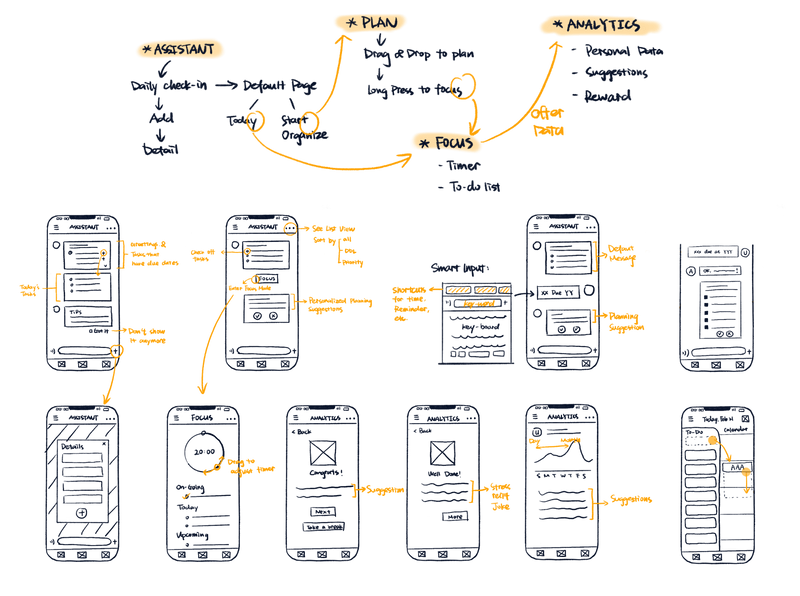 * ASSISTANT
Daily check-in → Default Page
Add
Detail
Today
Start
Organize
* PLAN
Drag & Drop to plan
Long Press to focus
* FOCUS
- Timer
- To-do list
* ANALYTICS
- Personal Data
- Suggestions
- Reward
Offer
Data
ASSISTANT
Greetings &
Tasks that
have due dates
Today's
Tasks
TIPS
Got it
Don't show
it anymore
ASSISTANT
See List View
Sort by
All
DDL
Priority
Check off
tasks
FOCUS
Enter Focus Mode
Personalized Planning
Suggestions
Smart Input:
Shortcuts
for time,
Reminder,
etc
key-board
XX Due YY
ASSISTANT
Default
Message
Planning
Suggestion
XX due at YY
U
A
OK,
ASSISTANT
Details
FOCUS
20:00
Drag to
adjust timer
On-Going
Today
Upcoming
ANALYTICS
< Back
Congrats!
Suggestion
Next
Take a break
ANALYTICS
< Back
Well Done!
Stress
relief
Joke
More
ANALYTICS
U
Day
S M T W T F S
Suggestions
Today, Feb 14
To-Do
Calendar
AAA